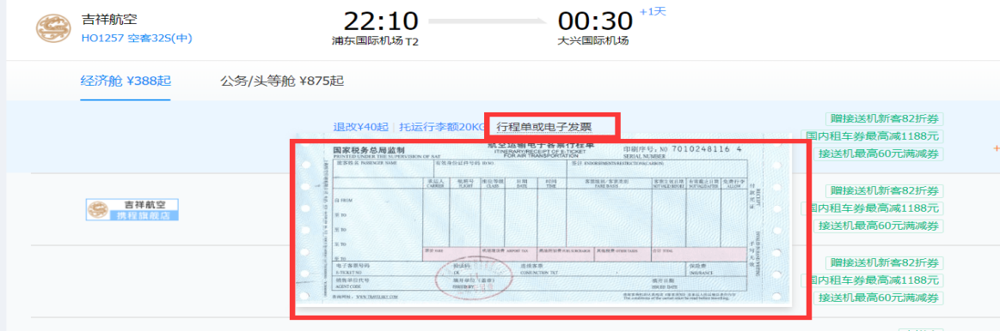 吉祥航空
HO1257 空客32S(中)
22:10
浦东国际机场 T2
00:30 +1天
大兴国际机场
经济舱 ¥388起
公务/头等舱 ¥875起
退改¥40起 托运行李额20KG 行程单或电子发票
赠接送机新客82折券
国内租车券最高减1188元
接送机最高60元满减券
国家税务总局监制
PRINTED UNDER THE SUPERVISION OF SAT
航空运输电子客票行程单
ITINERARY/RECEIPT OF E-TICKET
FOR AIR TRANSPORTATION
印刷序号: NO 7010248116 4
SERIAL NUMBER
旅客姓名 PASSENGER NAME
有效身份证件号码 ID NO.
签注 ENDORSEMENTS/RESTRICTIONS(CARBON)
承运人 CARRIER
航班号 FLIGHT
座位等级 CLASS
日期 DATE
时间 TIME
客票级别/客票类别 FARE BASIS
客票生效日期 NOT VALID BEFORE
有效截止日期 NOT VALID AFTER
免费行李 ALLOW
自 FROM
至 TO
至 TO
至 TO
至 TO
票价 FARE
机场建设费 AIRPORT TAX
燃油附加费 FUEL SURCHARGE
其他税费 OTHER TAXES
合计 TOTAL
电子客票号码
E-TICKET NO
验证码
CK
连续客票
CONJUNCTION TKT
保险费
INSURANCE
销售单位代号
AGENT CODE
填开单位(盖章)
填开日期
ISSUED DATE
付款凭证 RECEIPT
手写无效
吉祥航空
携程旗舰店
赠接送机新客82折券
国内租车券最高减1188元
接送机最高60元满减券
赠接送机新客82折券
国内租车券最高减1188元
接送机最高60元满减券